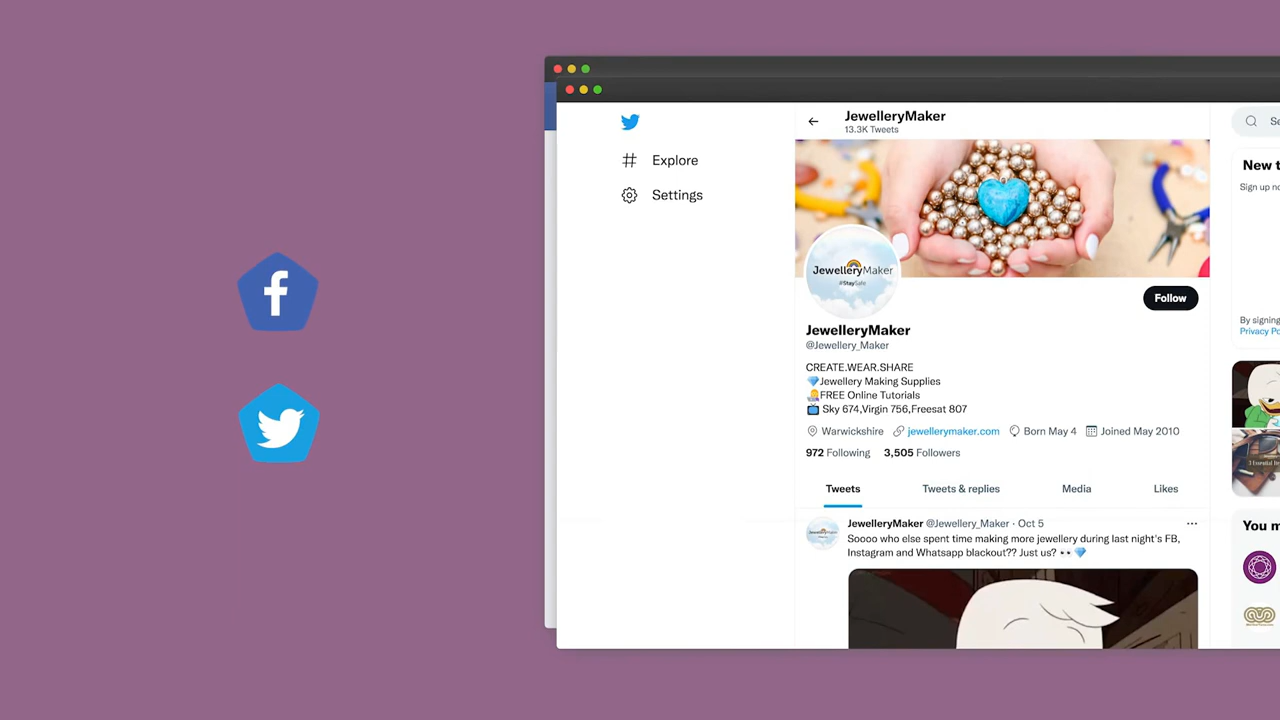 JewelleryMaker
13.3K Tweets
Explore
Settings
Se
New t
Sign up no
JewelleryMaker
#StaySafe
Follow
By signing
Privacy Po
JewelleryMaker
@Jewellery_Maker
CREATE.WEAR.SHARE
💎Jewellery Making Supplies
FREE Online Tutorials
📺 Sky 674,Virgin 756,Freesat 807
Warwickshire jewellerymaker.com Born May 4 Joined May 2010
972 Following 3,505 Followers
Tweets Tweets & replies Media Likes
JewelleryMaker @Jewellery_Maker · Oct 5 ···
Soooo who else spent time making more jewellery during last night's FB,
Instagram and Whatsapp blackout?? Just us? 👀 💎
You m